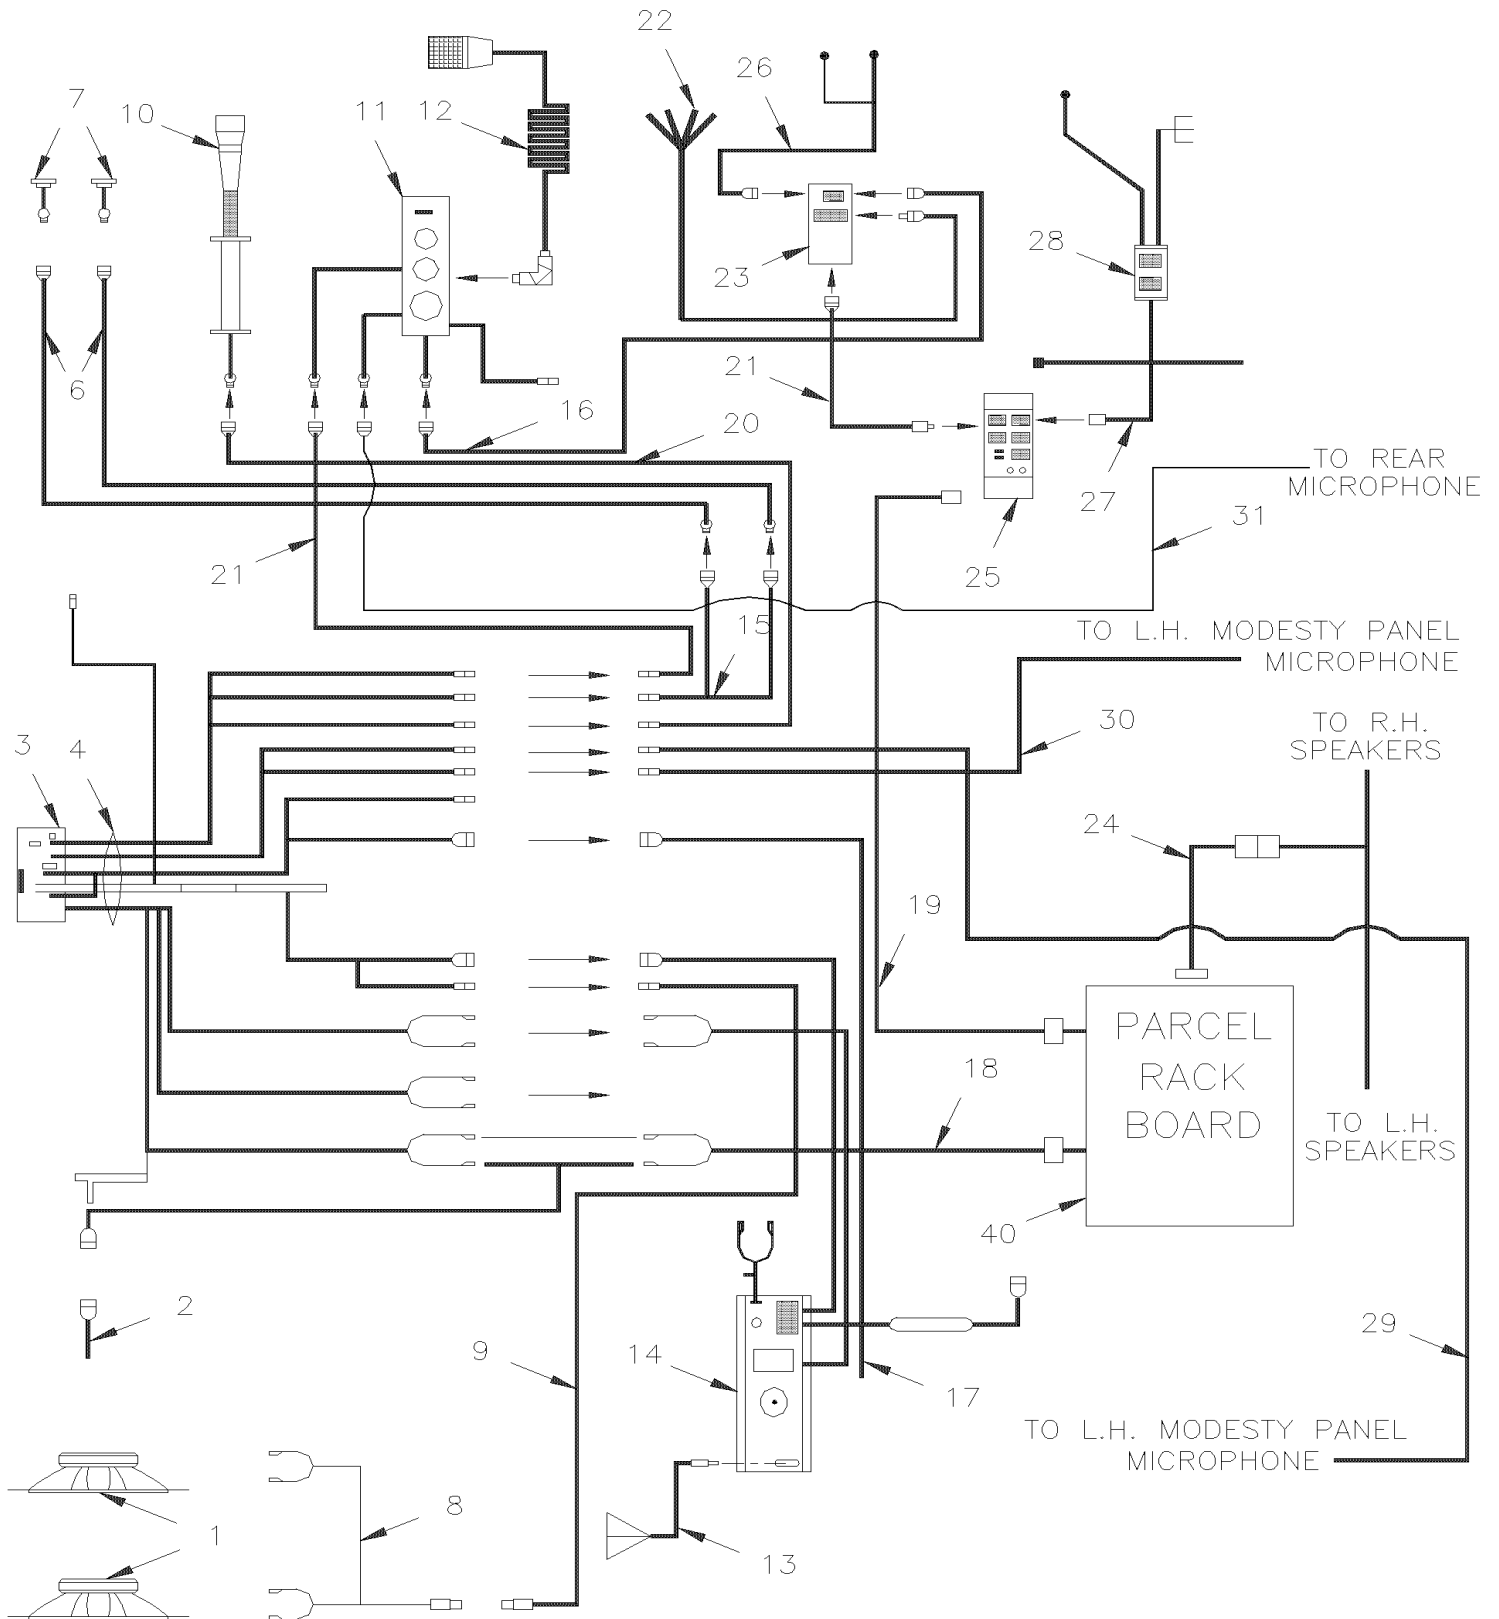 22
26
7
10
12
11
28
23
6
21
16
20
TO REAR
MICROPHONE
27
31
21
25
15
TO L.H. MODESTY PANEL
MICROPHONE
30
TO R.H.
SPEAKERS
3
4
24
19
PARCEL
RACK
BOARD
18
TO L.H.
SPEAKERS
40
2
9
14
29
17
TO L.H. MODESTY PANEL
MICROPHONE
8
1
13